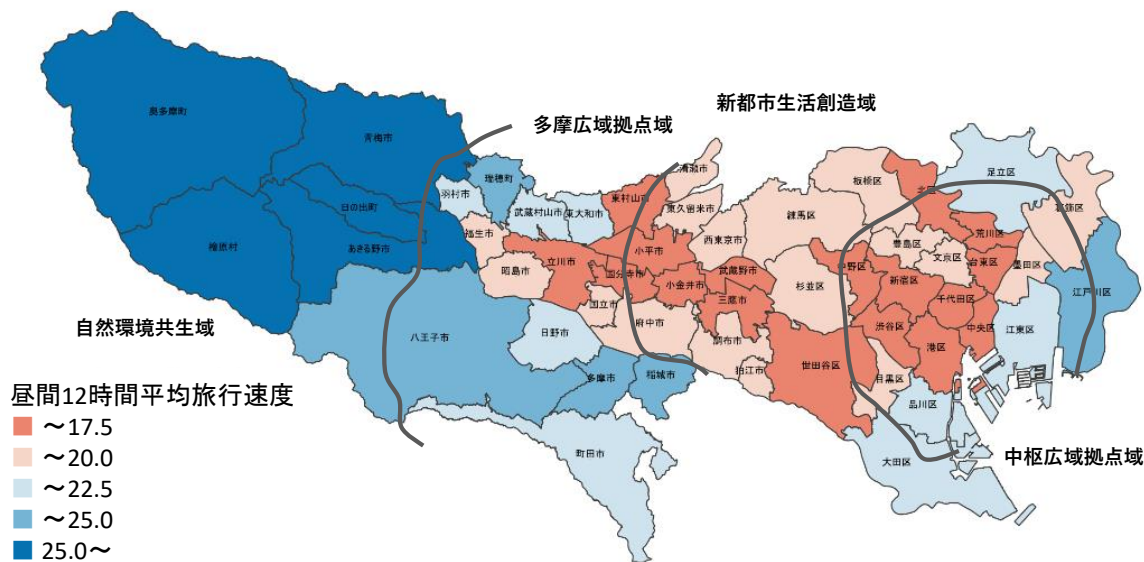 新都市生活創造域
多摩広域拠点域
奥多摩町
青梅市
日の出町
檜原村
あきる野市
瑞穂町
羽村市
武蔵村山市
東大和市
東村山市
清瀬市
東久留米市
福生市
昭島市
立川市
国分寺市
小平市
小金井市
西東京市
武蔵野市
三鷹市
国立市
府中市
調布市
狛江市
八王子市
日野市
多摩市
稲城市
町田市
板橋区
練馬区
北区
足立区
葛飾区
荒川区
豊島区
文京区
台東区
墨田区
江戸川区
中野区
杉並区
新宿区
千代田区
中央区
江東区
渋谷区
港区
世田谷区
目黒区
品川区
大田区
自然環境共生域
中枢広域拠点域
昼間12時間平均旅行速度
～17.5
～20.0
～22.5
～25.0
25.0～